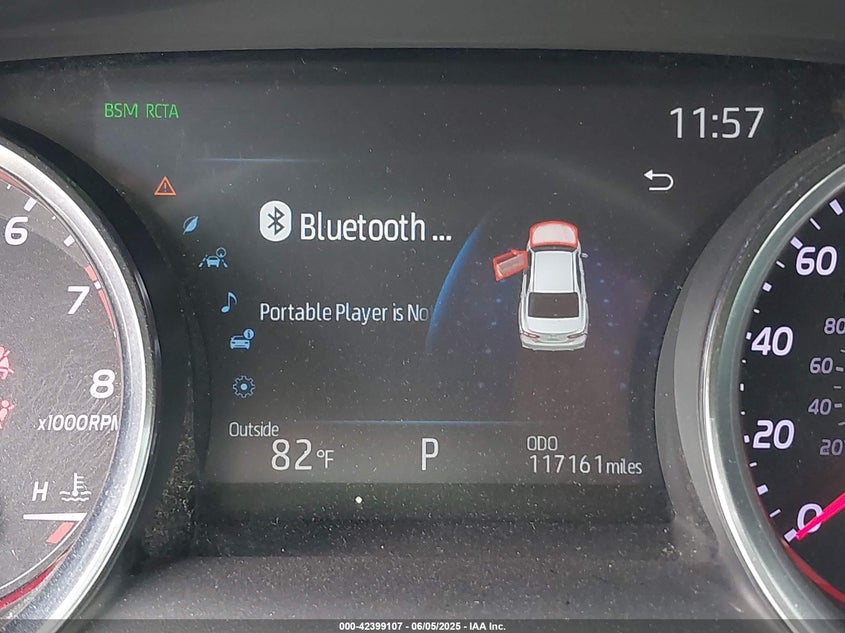 BSM RCTA
11:57
Bluetooth ...
Portable Player is No
Outside
82°F
P
ODO
117161 miles
6
7
8
x1000RPM
H
60
40
20
0
80
60
40
20
000-42399107 - 06/05/2025 - IAA Inc.